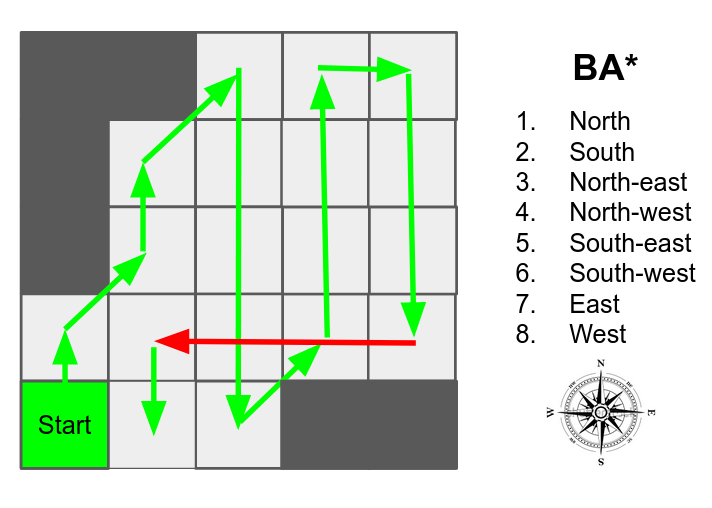 BA*
1. North
2. South
3. North-east
4. North-west
5. South-east
6. South-west
7. East
8. West
Start
N
W E
S